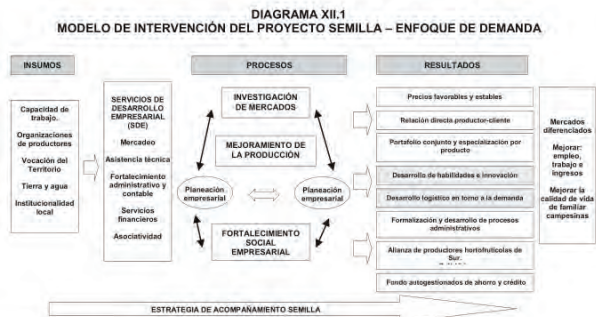 DIAGRAMA XII.1
MODELO DE INTERVENCIÓN DEL PROYECTO SEMILLA – ENFOQUE DE DEMANDA
INSUMOS
PROCESOS
RESULTADOS
Capacidad de
trabajo.
Organizaciones
de productores
Vocación del
Territorio
Tierra y agua
Institucionalidad
local
SERVICIOS DE
DESARROLLO
EMPRESARIAL
(SDE)
Mercadeo
Asistencia técnica
Fortalecimiento
administrativo y
contable
Servicios
financieros
Asociatividad
INVESTIGACIÓN
DE MERCADOS
MEJORAMIENTO DE
LA PRODUCCIÓN
Planeación
empresarial
Planeación
empresarial
FORTALECIMIENTO
SOCIAL
EMPRESARIAL
Precios favorables y estables
Relación directa productor-cliente
Portafolio conjunto y especialización por
producto
Desarrollo de habilidades e innovación
Desarrollo logístico en torno a la demanda
Formalización y desarrollo de procesos
administrativos
Alianza de productores hortofrutícolas de
Sur.
Fondo autogestionados de ahorro y crédito
Mercados
diferenciados
Mejorar:
empleo,
trabajo e
ingresos
Mejorar la
calidad de vida
de familiar
campesinas
ESTRATEGIA DE ACOMPAÑAMIENTO SEMILLA